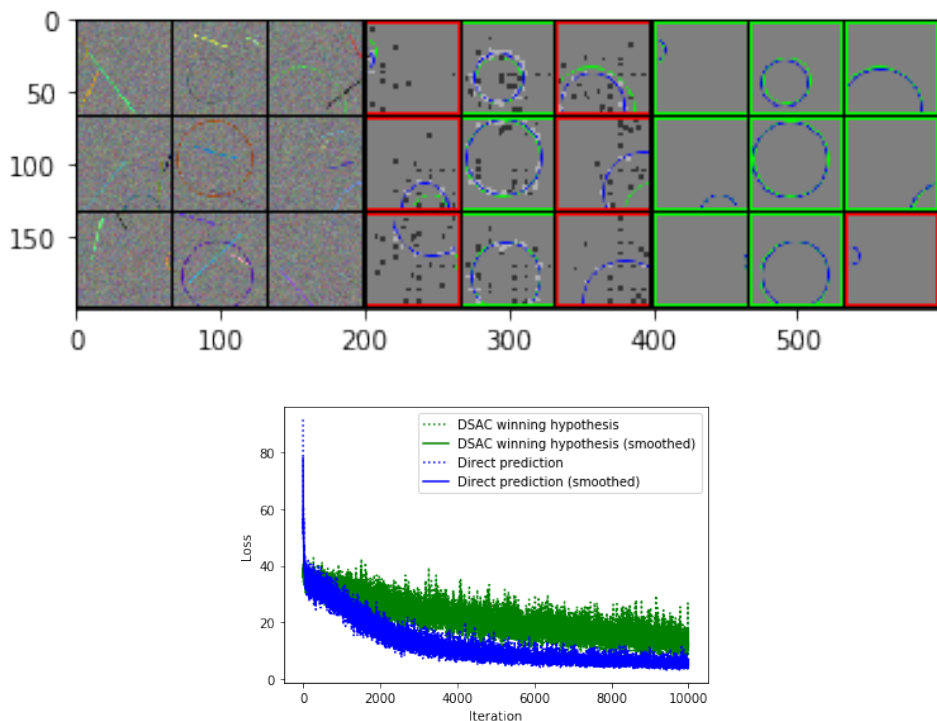 0
50
100
150
0 100 200 300 400 500
DSAC winning hypothesis
DSAC winning hypothesis (smoothed)
Direct prediction
Direct prediction (smoothed)
80
60
Loss
40
20
0
0 2000 4000 6000 8000 10000
Iteration